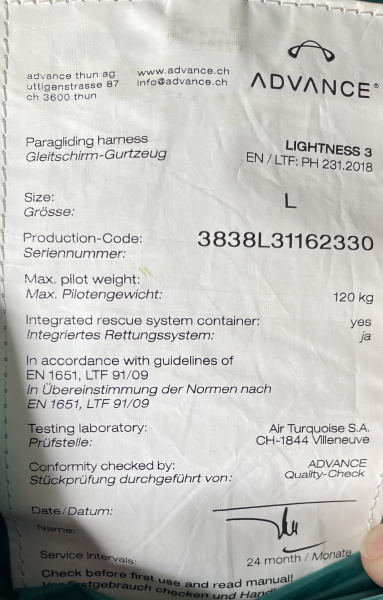 advance thun ag
uttigenstrasse 87
ch 3600 thun
www.advance.ch
info@advance.ch
ADVANCE®
Paragliding harness
Gleitschirm-Gurtzeug
LIGHTNESS 3
EN / LTF: PH 231.2018
Size:
Grösse:
L
Production-Code:
Seriennummer:
3838L31162330
Max. pilot weight:
Max. Pilotengewicht:
120 kg
Integrated rescue system container:
Integriertes Rettungssystem:
yes
ja
In accordance with guidelines of
EN 1651, LTF 91/09
In Übereinstimmung der Normen nach
EN 1651, LTF 91/09
Testing laboratory:
Prüfstelle:
Air Turquoise S.A.
CH-1844 Villeneuve
Conformity checked by:
Stückprüfung durchgeführt von:
ADVANCE
Quality-Check
Date/Datum:
Name:
Service Intervals:
24 month / Monate
Check before first use and read manual!
Vor Erstgebrauch checken und